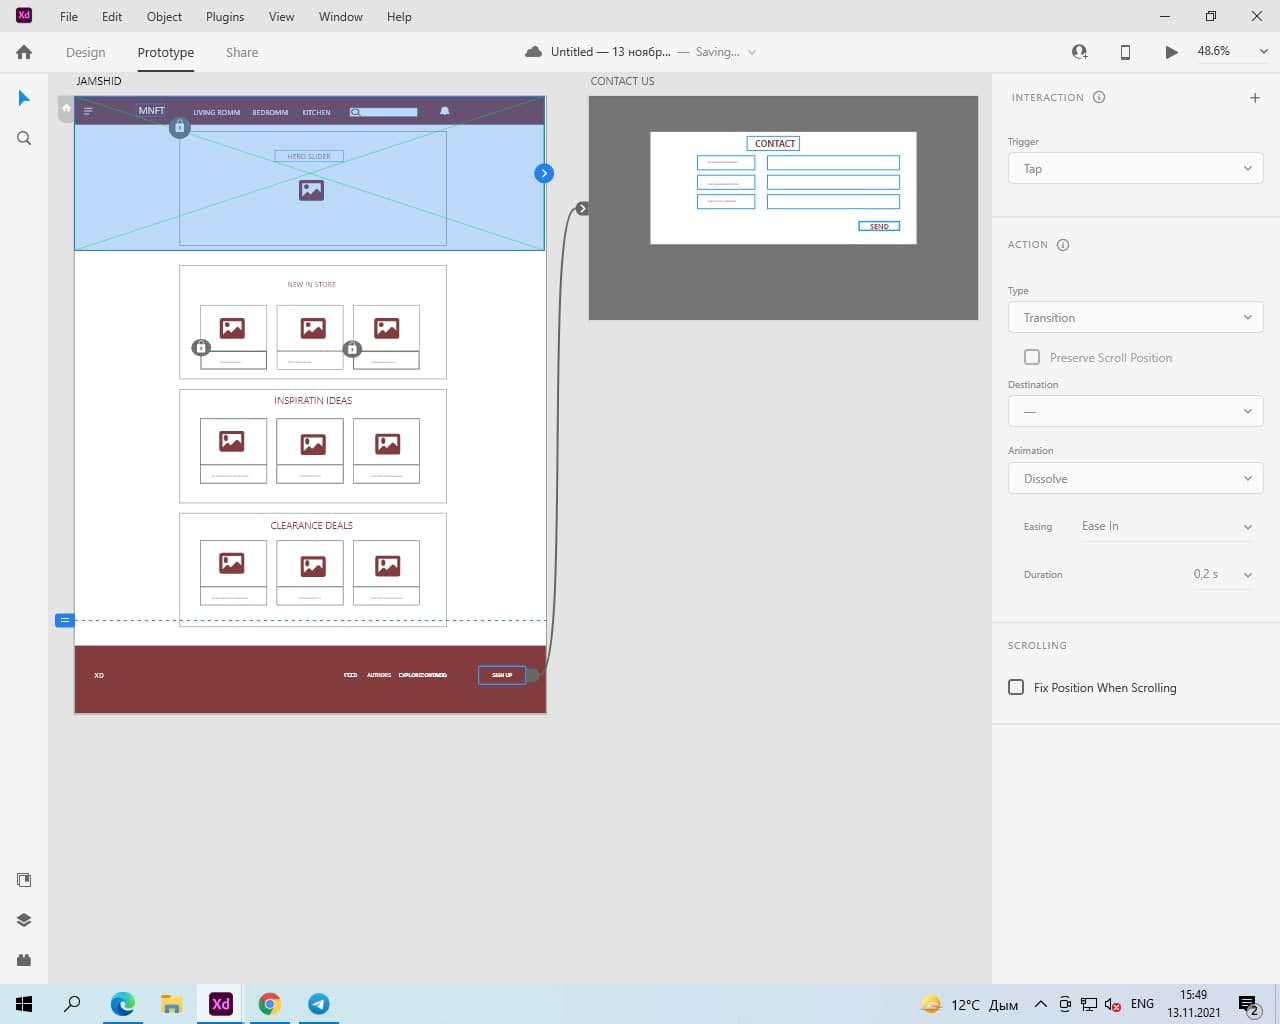 Xd File Edit Object Plugins View Window Help
Design Prototype Share
Untitled — 13 ноябр... — Saving...
48.6%
JAMSHID
CONTACT US
MNFT LIVING ROMM BEDROMM KITCHEN
HERO SLIDER
NEW IN STORE
INSPIRATIN IDEAS
CLEARANCE DEALS
XD FEED AUTHORS SIGN UP
CONTACT
SEND
INTERACTION
Trigger
Tap
ACTION
Type
Transition
Preserve Scroll Position
Destination
—
Animation
Dissolve
Easing Ease In
Duration 0,2 s
SCROLLING
Fix Position When Scrolling
Xd
12°C Дым
ENG
15:49
13.11.2021
2